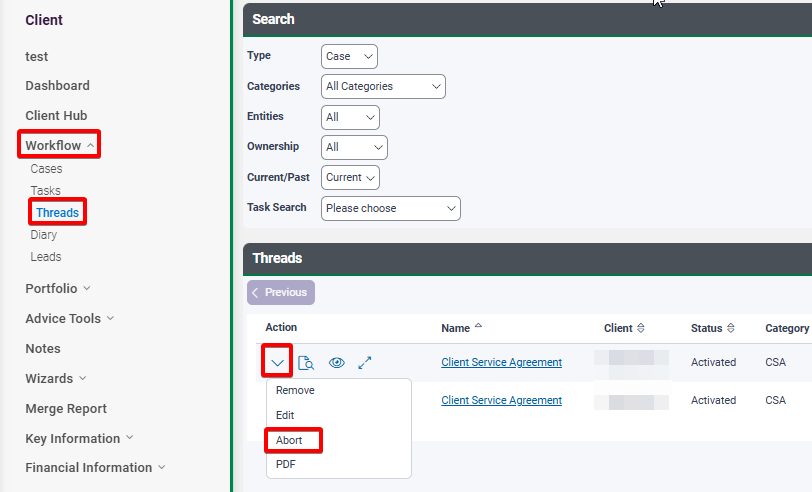 Client
test
Dashboard
Client Hub
Workflow
Cases
Tasks
Threads
Diary
Leads
Portfolio
Advice Tools
Notes
Wizards
Merge Report
Key Information
Financial Information
Search
Type Case
Categories All Categories
Entities All
Ownership All
Current/Past Current
Task Search Please choose
Threads
Previous
Action Name Client Status Category
Client Service Agreement Activated CSA
Remove
Edit
Client Service Agreement Activated CSA
Abort
PDF